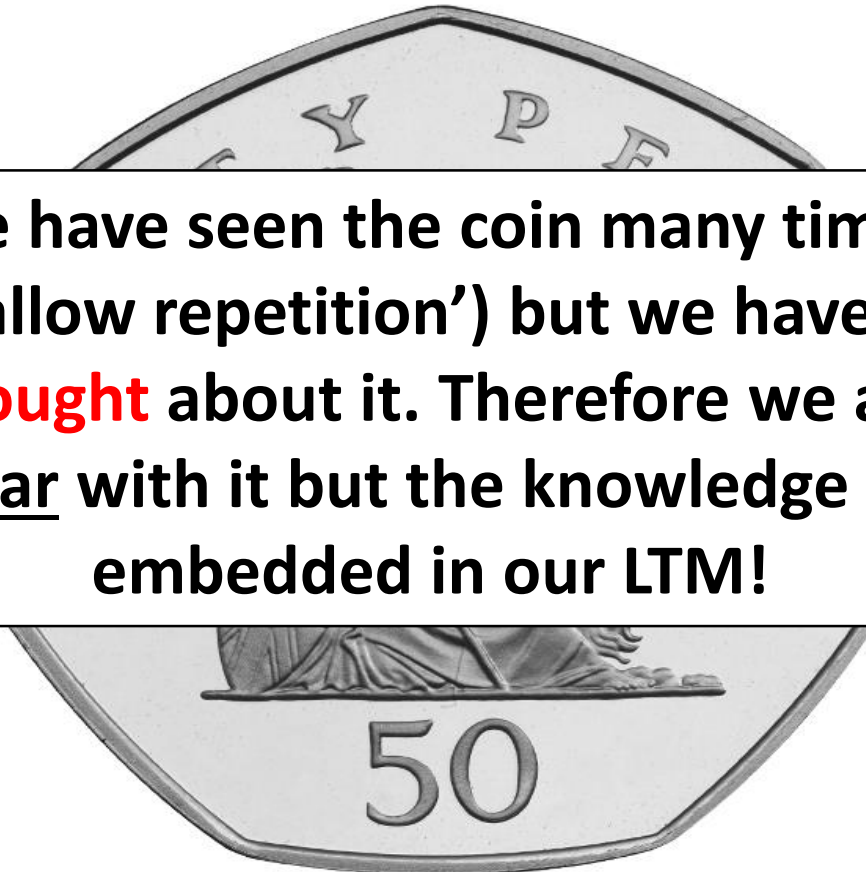 Y P E
e have seen the coin many tim
allow repetition’) but we have
ought about it. Therefore we a
ar with it but the knowledge
embedded in our LTM!
50